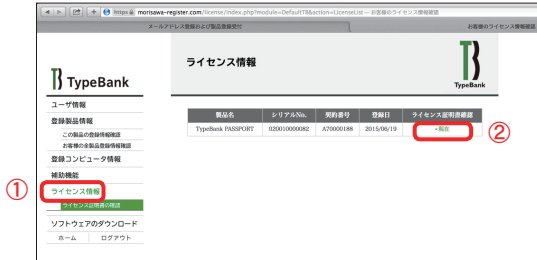 https morisawa-register.com/license/index.php?module=DefaultTB&action=LicenseList — お客様のライセンス情報確認
メールアドレス登録および製品登録受付
お客様のライセンス情報確認
TypeBank
ライセンス情報
TypeBank
ユーザ情報
登録製品情報
この製品の登録情報確認
お客様の全製品登録情報確認
登録コンピュータ情報
補助機能
① ライセンス情報
ライセンス証明書の確認
ソフトウェアのダウンロード
ホーム ログアウト
製品名 シリアルNo. 契約番号 登録日 ライセンス証明書確認
TypeBank PASSPORT 020010000082 A70000188 2015/06/19 ▸現在 ②